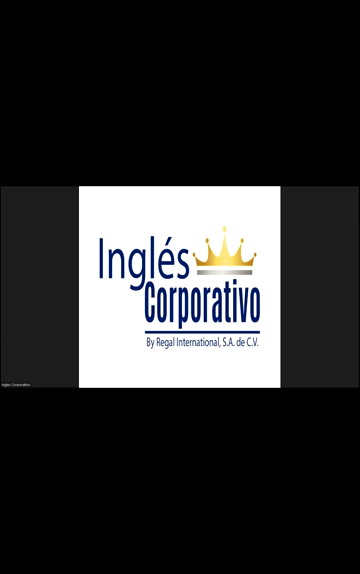 Inglés
Corporativo
By Regal International, S.A. de C.V.
Inglés Corporativo